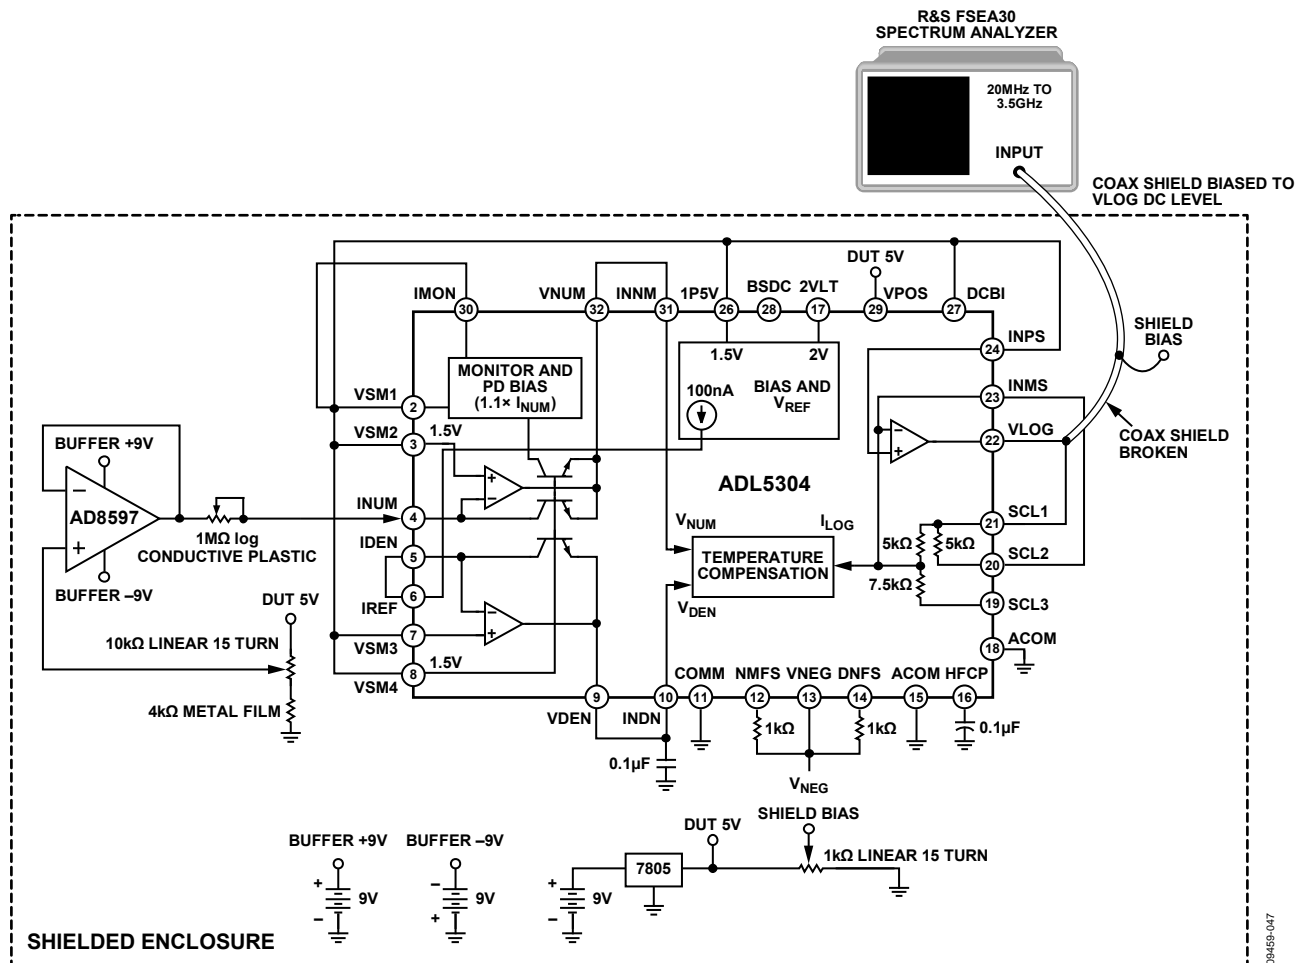 R&S FSEA30
SPECTRUM ANALYZER
20MHz TO
3.5GHz
INPUT
COAX SHIELD BIASED TO
VLOG DC LEVEL
SHIELD
BIAS
COAX SHIELD
BROKEN
DUT 5V
IMON
VNUM
INNM
1P5V
BSDC
2VLT
VPOS
DCBI
30
32
31
26
28
17
29
27
INPS
24
INMS
23
VLOG
22
SCL1
21
SCL2
20
SCL3
19
ACOM
18
MONITOR AND
PD BIAS
(1.1× INUM)
1.5V
2V
100nA
BIAS AND
VREF
VSM1
2
VSM2
3
1.5V
INUM
4
IDEN
5
IREF
6
VSM3
7
VSM4
8
1.5V
+
−
−
+
−
+
ADL5304
VNUM
ILOG
TEMPERATURE
COMPENSATION
VDEN
5kΩ
5kΩ
7.5kΩ
BUFFER +9V
−
AD8597
+
BUFFER –9V
1MΩ log
CONDUCTIVE PLASTIC
DUT 5V
10kΩ LINEAR 15 TURN
4kΩ METAL FILM
COMM
NMFS
VNEG
DNFS
ACOM
HFCP
9
10
11
12
13
14
15
16
VDEN
INDN
1kΩ
1kΩ
0.1µF
0.1µF
VNEG
BUFFER +9V
BUFFER –9V
DUT 5V
SHIELD BIAS
1kΩ LINEAR 15 TURN
7805
+
9V
−
−
9V
+
+
9V
−
SHIELDED ENCLOSURE
09459-047